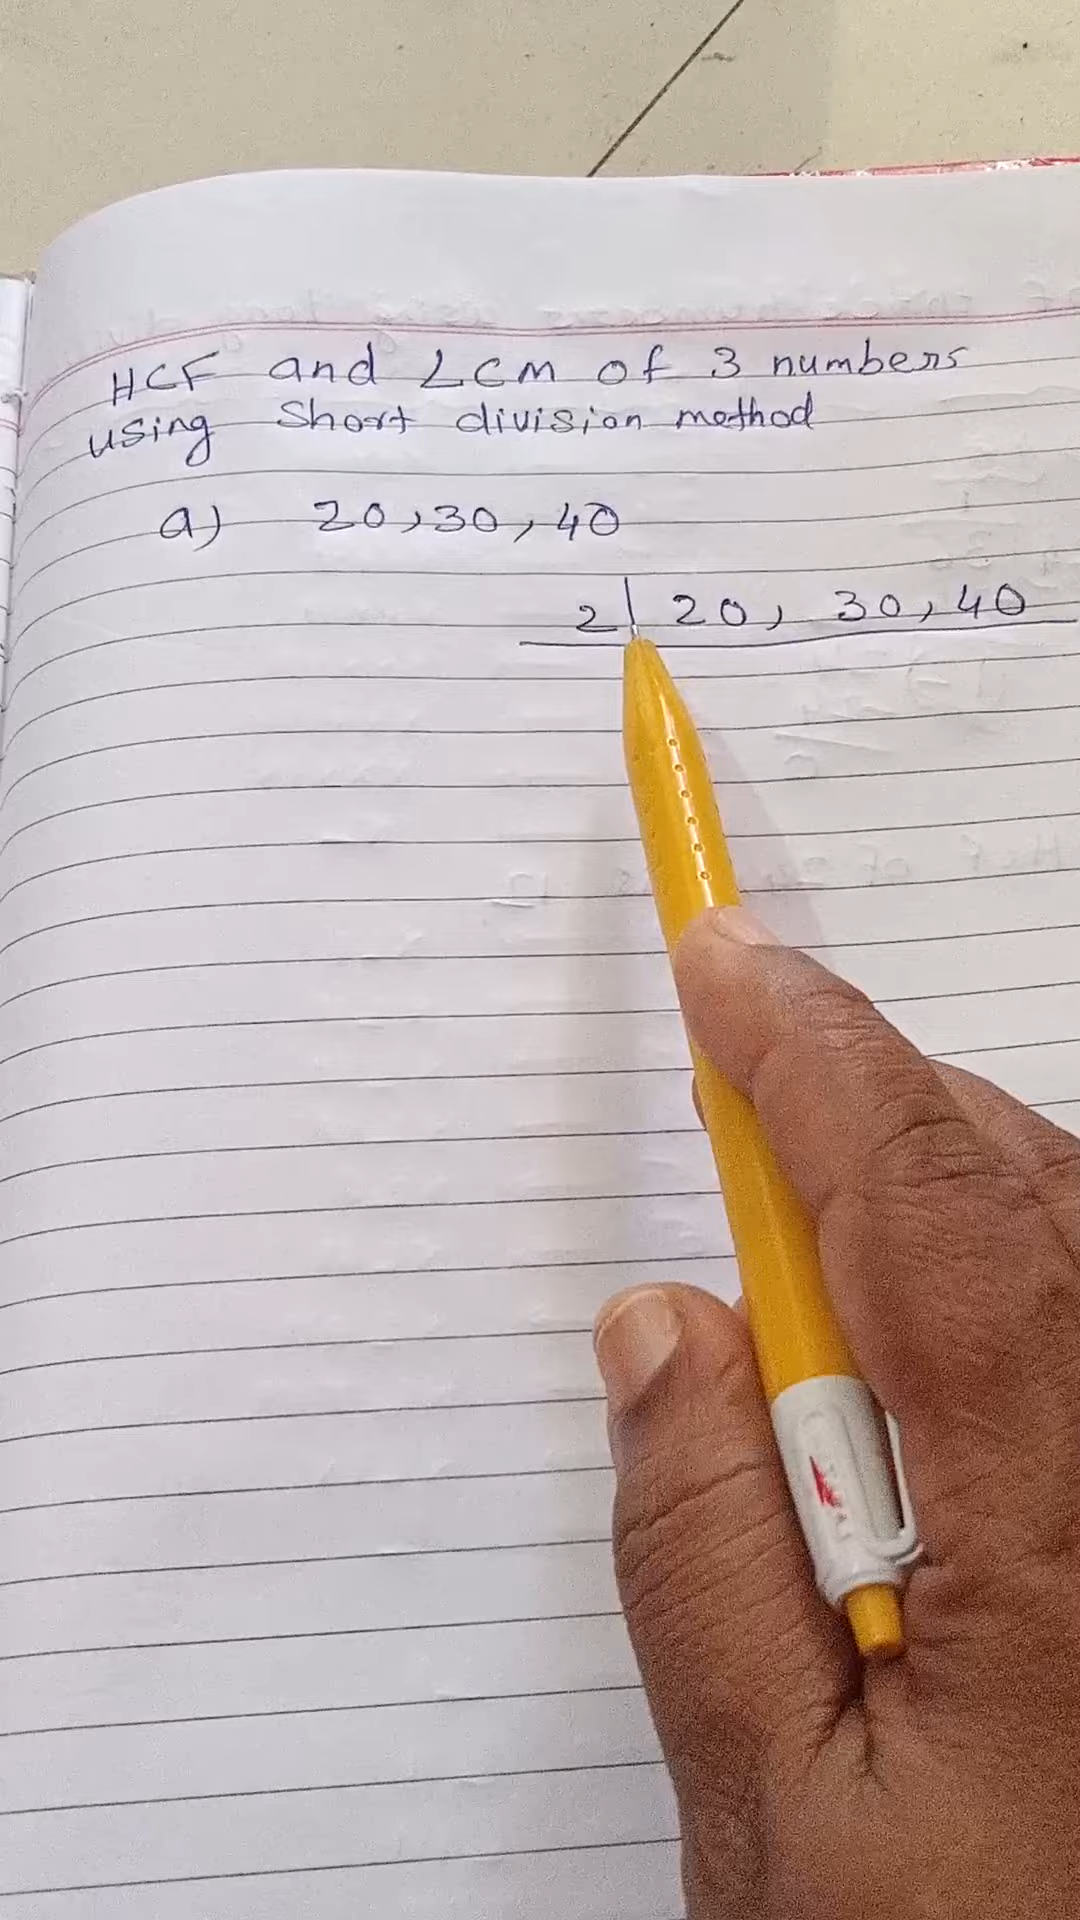 HCF and LCM of 3 numbers
using Short division method
a) 20, 30, 40
2 | 20, 30, 40